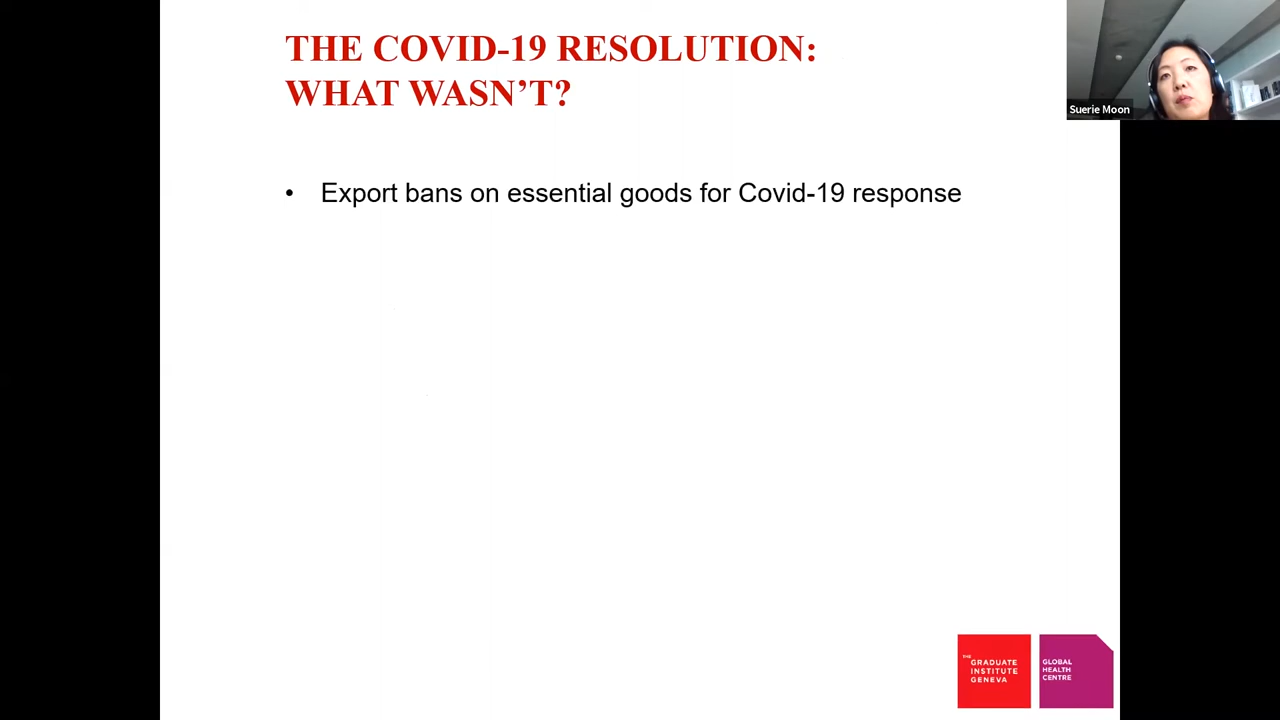 THE COVID-19 RESOLUTION:
WHAT WASN'T?
Suerie Moon
• Export bans on essential goods for Covid-19 response
THE
GRADUATE
INSTITUTE
GENEVA
GLOBAL
HEALTH
CENTRE